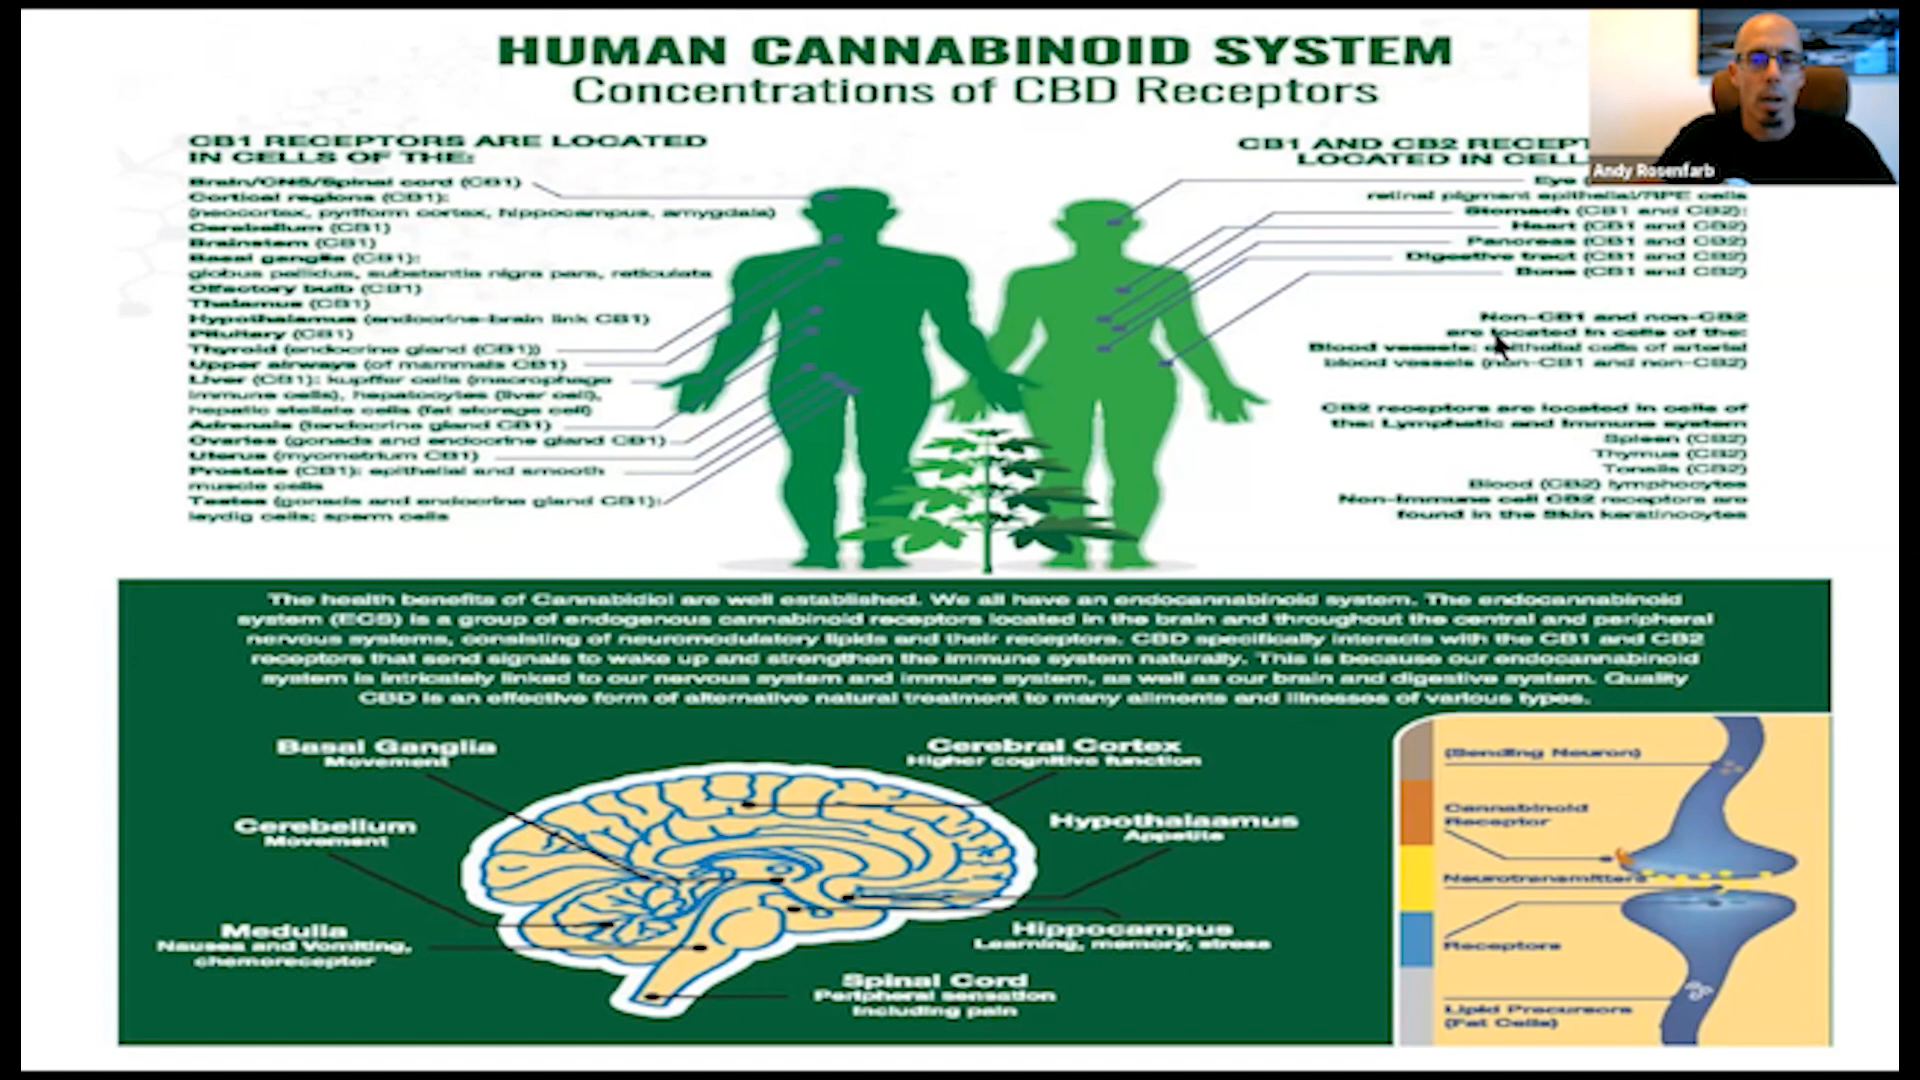 HUMAN CANNABINOID SYSTEM
Concentrations of CBD Receptors
CB1 RECEPTORS ARE LOCATED
IN CELLS OF THE:
Brain/CNS/Spinal cord (CB1)
Cortical regions (CB1):
(neocortex, pyriform cortex, hippocampus, amygdala)
Cerebellum (CB1)
Brainstem (CB1)
Basal ganglia (CB1):
globus pallidus, substantia nigra pars, reticulata
Olfactory bulb (CB1)
Thalamus (CB1)
Hypothalamus (endocrine-brain link CB1)
Pituitary (CB1)
Thyroid (endocrine gland (CB1))
Upper airways (of mammals CB1)
Liver (CB1): kupffer cells (macrophage
immune cells), hepatocytes (liver cell),
hepatic stellate cells (fat storage cell)
Adrenals (endocrine gland CB1)
Ovaries (gonads and endocrine gland CB1)
Uterus (myometrium CB1)
Prostate (CB1): epithelial and smooth
muscle cells
Testes (gonads and endocrine gland CB1):
leydig cells; sperm cells
CB1 AND CB2 RECEPT
LOCATED IN CELL
Eye
retinal pigment epithelial/RPE cells
Stomach (CB1 and CB2):
Heart (CB1 and CB2)
Pancreas (CB1 and CB2)
Digestive tract (CB1 and CB2)
Bone (CB1 and CB2)
Non-CB1 and non-CB2
are located in cells of the:
Blood vessels: epithelial cells of arterial
blood vessels (non-CB1 and non-CB2)
CB2 receptors are located in cells of
the: Lymphatic and Immune system
Spleen (CB2)
Thymus (CB2)
Tonsils (CB2)
Blood (CB2) lymphocytes
Non-Immune cell CB2 receptors are
found in the Skin keratinocytes
Andy Rosenfarb
The health benefits of Cannabidiol are well established. We all have an endocannabinoid system. The endocannabinoid
system (ECS) is a group of endogenous cannabinoid receptors located in the brain and throughout the central and peripheral
nervous systems, consisting of neuromodulatory lipids and their receptors. CBD specifically interacts with the CB1 and CB2
receptors that send signals to wake up and strengthen the immune system naturally. This is because our endocannabinoid
system is intricately linked to our nervous system and immune system, as well as our brain and digestive system. Quality
CBD is an effective form of alternative natural treatment to many ailments and illnesses of various types.
Basal Ganglia
Movement
Cerebellum
Movement
Medulla
Nausea and Vomiting,
chemoreceptor
Cerebral Cortex
Higher cognitive function
Hypothalaamus
Appetite
Hippocampus
Learning, memory, stress
Spinal Cord
Peripheral sensation
including pain
(Sending Neuron)
Cannabinoid
Receptor
Neurotransmitters
Receptors
Lipid Precursors
(Fat Cells)